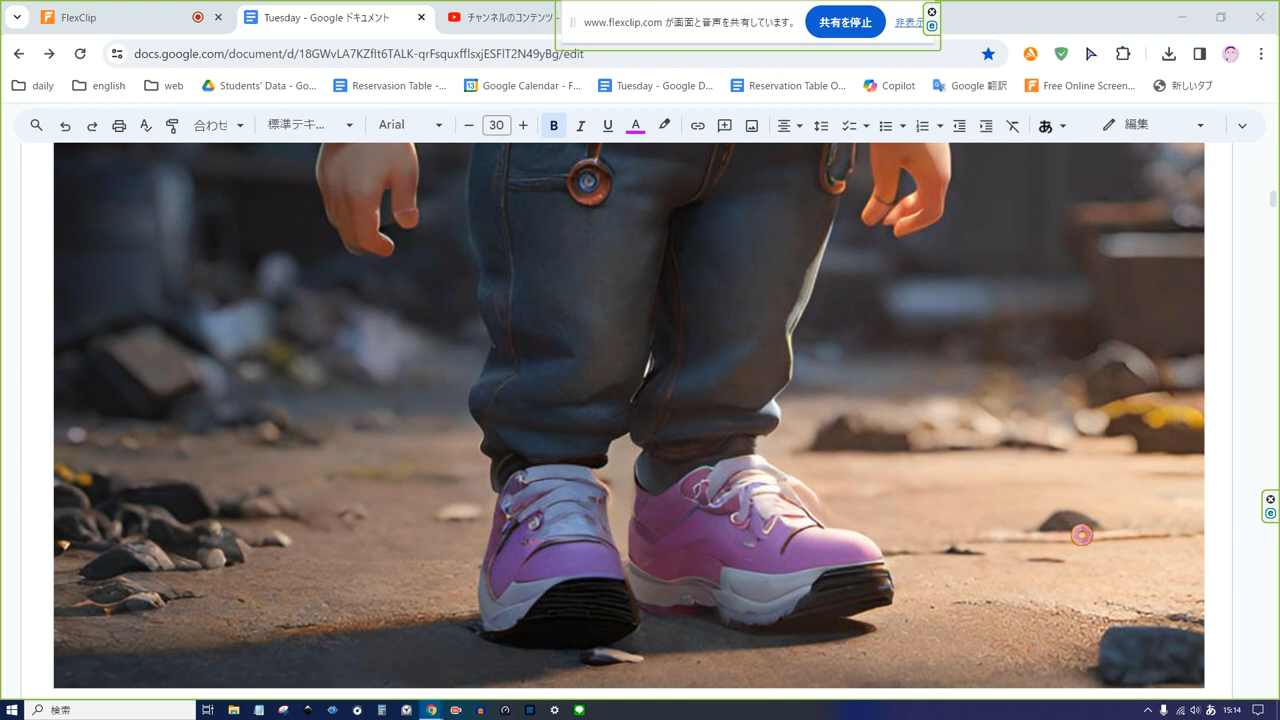 FlexClip
Tuesday - Google ドキュメント
チャンネルのコンテンツ -
www.flexclip.com が画面と音声を共有しています。
共有を停止
非表示
docs.google.com/document/d/
/edit
daily
english
web
Students' Data - Go...
Reservasion Table -...
Google Calendar - F...
Tuesday - Google D...
Reservation Table O...
Copilot
Google 翻訳
Free Online Screen...
新しいタブ
合わせ
標準テキ...
Arial
30
B
I
U
A
あ
編集
検索
あ
15:14